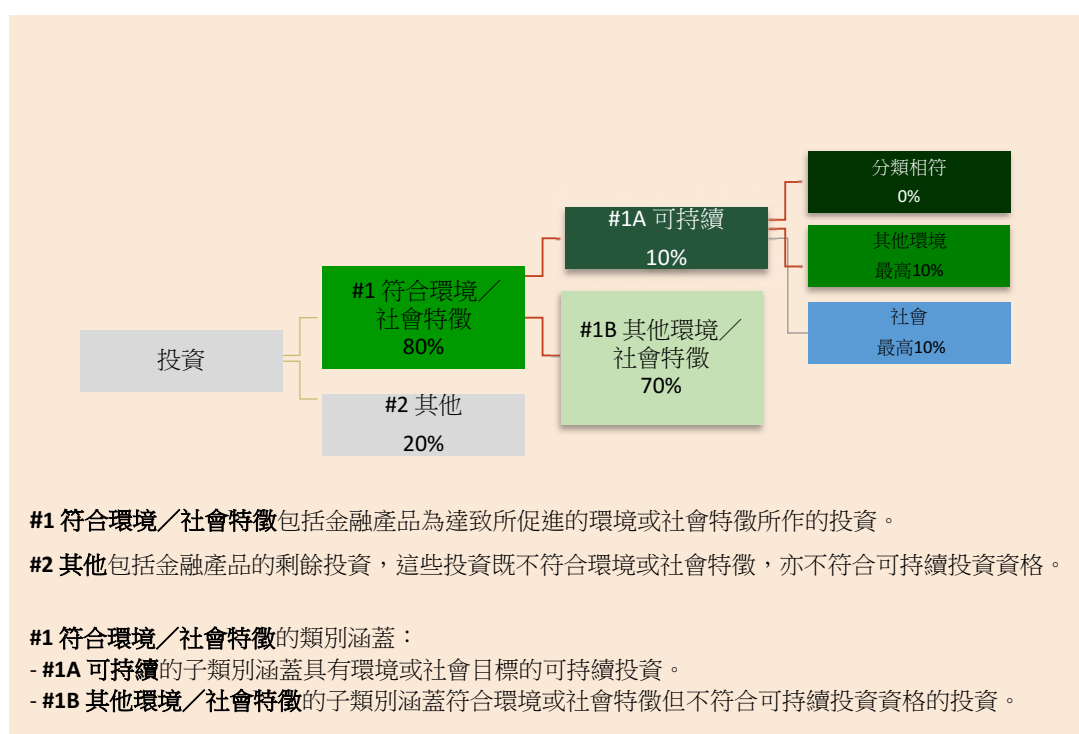 投資
#1 符合環境／
社會特徵
80%
#2 其他
20%
#1A 可持續
10%
#1B 其他環境／
社會特徵
70%
分類相符
0%
其他環境
最高10%
社會
最高10%
#1 符合環境／社會特徵包括金融產品為達致所促進的環境或社會特徵所作的投資。
#2 其他包括金融產品的剩餘投資，這些投資既不符合環境或社會特徵，亦不符合可持續投資資格。
#1 符合環境／社會特徵的類別涵蓋：
- #1A 可持續的子類別涵蓋具有環境或社會目標的可持續投資。
- #1B 其他環境／社會特徵的子類別涵蓋符合環境或社會特徵但不符合可持續投資資格的投資。